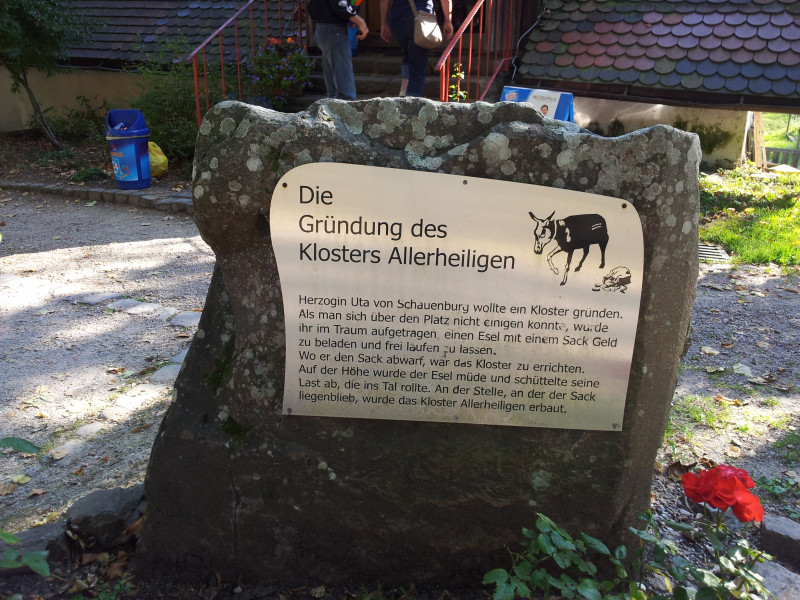 Die
Gründung des
Klosters Allerheiligen
Herzogin Uta von Schauenburg wollte ein Kloster gründen.
Als man sich über den Platz nicht einigen konnte, wurde
ihr im Traum aufgetragen, einen Esel mit einem Sack Geld
zu beladen und frei laufen zu lassen.
Wo er den Sack abwarf, war das Kloster zu errichten.
Auf der Höhe wurde der Esel müde und schüttelte seine
Last ab, die ins Tal rollte. An der Stelle, an der der Sack
liegenblieb, wurde das Kloster Allerheiligen erbaut.